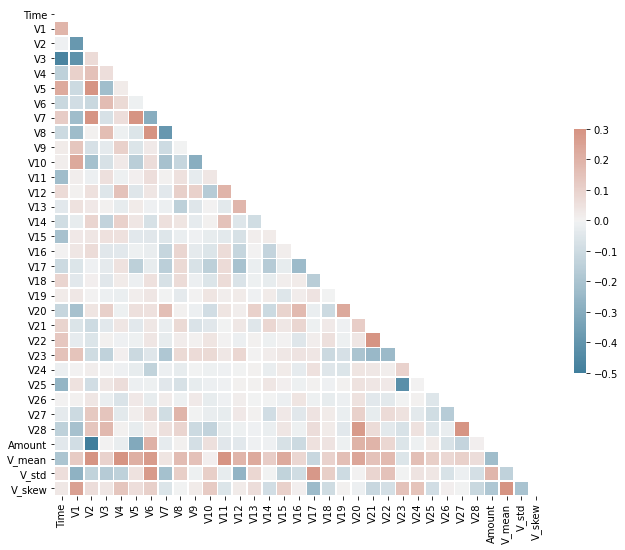 Time
V1
V2
V3
V4
V5
V6
V7
V8
V9
V10
V11
V12
V13
V14
V15
V16
V17
V18
V19
V20
V21
V22
V23
V24
V25
V26
V27
V28
Amount
V_mean
V_std
V_skew
Time V1 V2 V3 V4 V5 V6 V7 V8 V9 V10 V11 V12 V13 V14 V15 V16 V17 V18 V19 V20 V21 V22 V23 V24 V25 V26 V27 V28 Amount V_mean V_std V_skew
0.3
0.2
0.1
0.0
−0.1
−0.2
−0.3
−0.4
−0.5